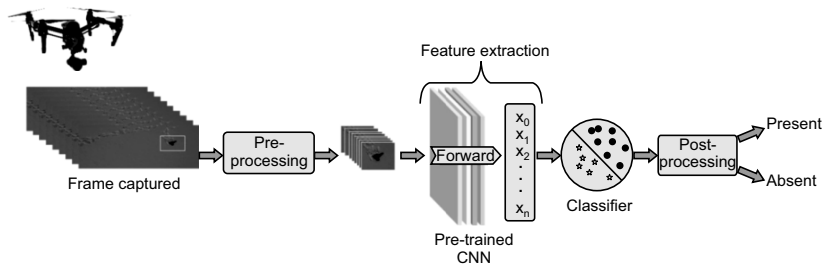 Feature extraction
Frame captured
Pre-
processing
Forward
Pre-trained
CNN
x0
x1
x2
.
.
.
xn
Classifier
Post-
processing
Present
Absent